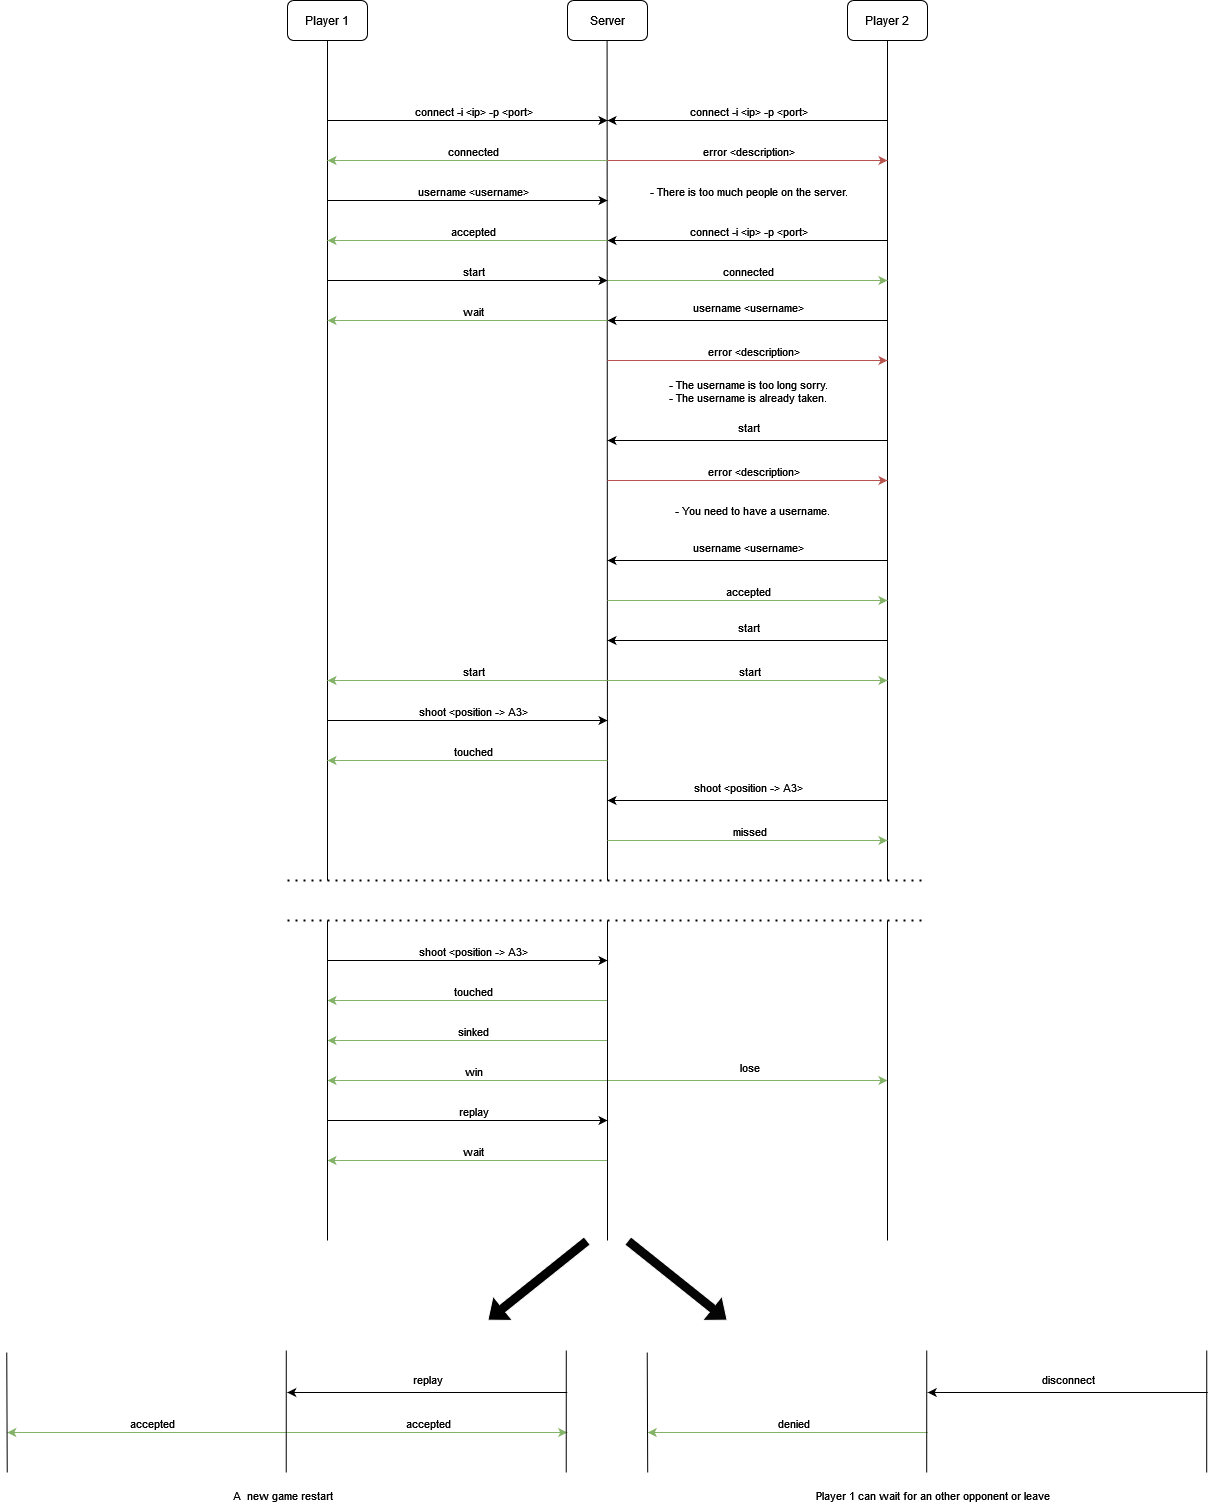 Player 1
Server
Player 2
connect -i <ip> -p <port>
connect -i <ip> -p <port>
connected
error <description>
username <username>
- There is too much people on the server.
accepted
connect -i <ip> -p <port>
start
connected
wait
username <username>
error <description>
- The username is too long sorry.
- The username is already taken.
start
error <description>
- You need to have a username.
username <username>
accepted
start
start
start
shoot <position -> A3>
touched
shoot <position -> A3>
missed
shoot <position -> A3>
touched
sinked
win
lose
replay
wait
replay
disconnect
accepted
accepted
denied
A new game restart
Player 1 can wait for an other opponent or leave